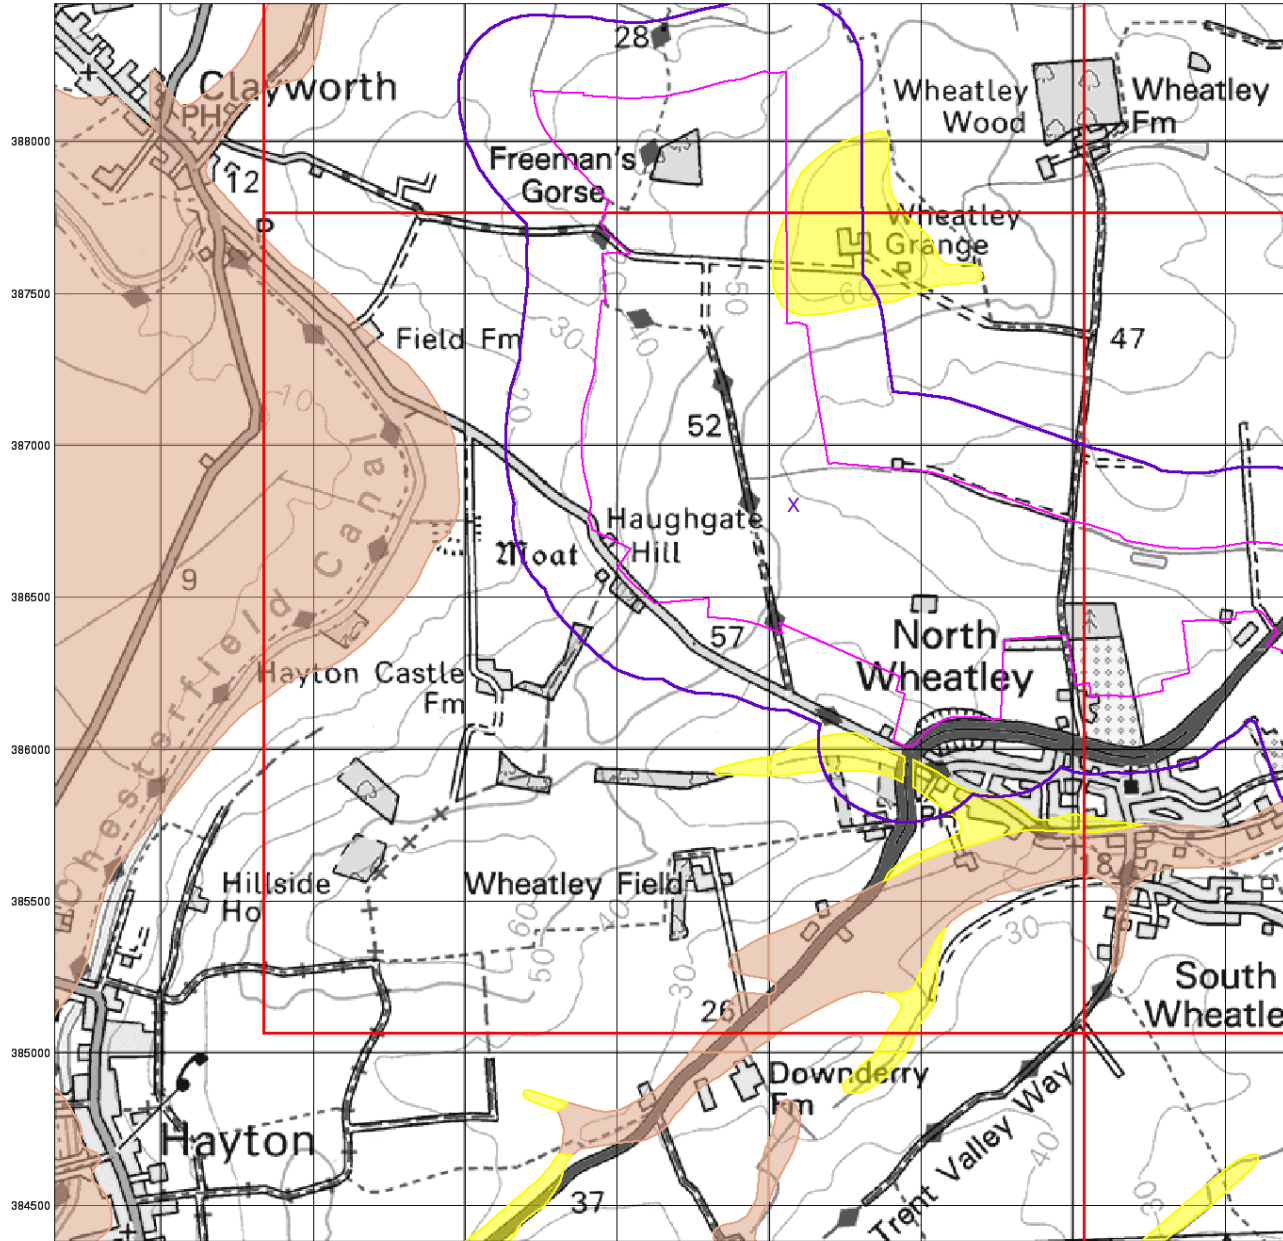 28
Clayworth
PH
Wheatley
Wood
Wheatley
Fm
388000
Freeman's
Gorse
12
Wheatley
Grange
387500
50
60
30
40
Field Fm
47
10
20
52
387000
Haughgate
Hill
Moat
X
9
386500
57
North
Wheatley
Hayton Castle
Fm
Chesterfield Canal
386000
18
Hillside
Ho
Wheatley Field
385500
60
40
50
30
30
26
South
Wheatle
385000
Downderry
Fm
Hayton
Trent Valley Way
40
30
37
384500